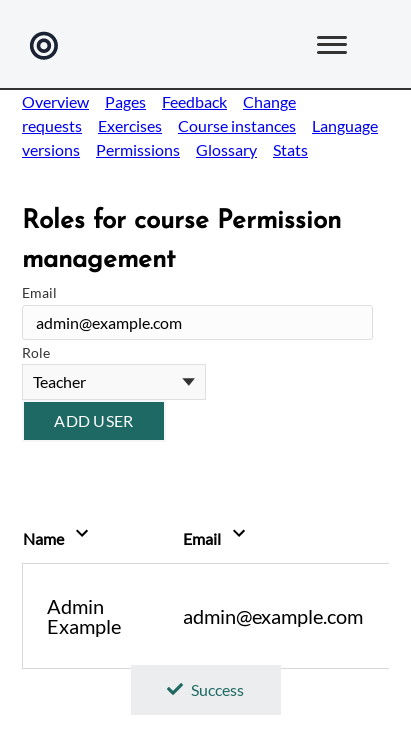 Overview Pages Feedback Change
requests Exercises Course instances Language
versions Permissions Glossary Stats
Roles for course Permission
management
Email
admin@example.com
Role
Teacher
ADD USER
Name Email
Admin
Example
admin@example.com
Success